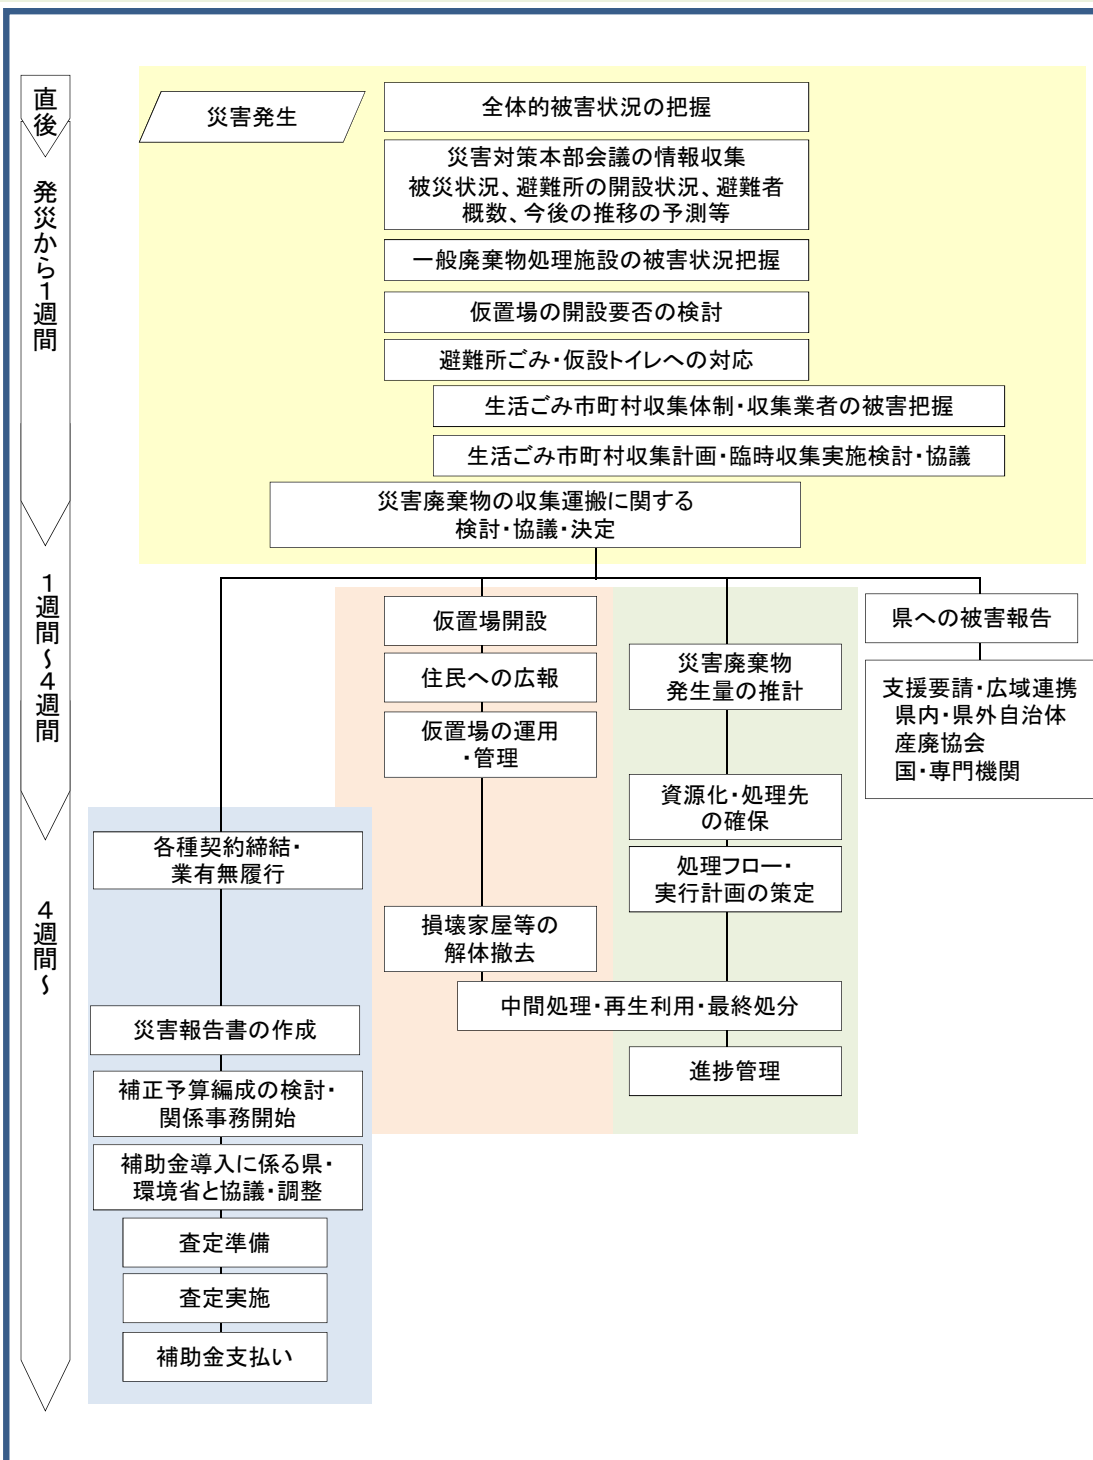 直後
発災から1週間
1週間～4週間
4週間～
災害発生
全体的被害状況の把握
災害対策本部会議の情報収集
被災状況、避難所の開設状況、避難者
概数、今後の推移の予測等
一般廃棄物処理施設の被害状況把握
仮置場の開設要否の検討
避難所ごみ・仮設トイレへの対応
生活ごみ市町村収集体制・収集業者の被害把握
生活ごみ市町村収集計画・臨時収集実施検討・協議
災害廃棄物の収集運搬に関する
検討・協議・決定
仮置場開設
住民への広報
仮置場の運用
・管理
損壊家屋等の
解体撤去
災害廃棄物
発生量の推計
資源化・処理先
の確保
処理フロー・
実行計画の策定
中間処理・再生利用・最終処分
進捗管理
県への被害報告
支援要請・広域連携
県内・県外自治体
産廃協会
国・専門機関
各種契約締結・
業有無履行
災害報告書の作成
補正予算編成の検討・
関係事務開始
補助金導入に係る県・
環境省と協議・調整
査定準備
査定実施
補助金支払い